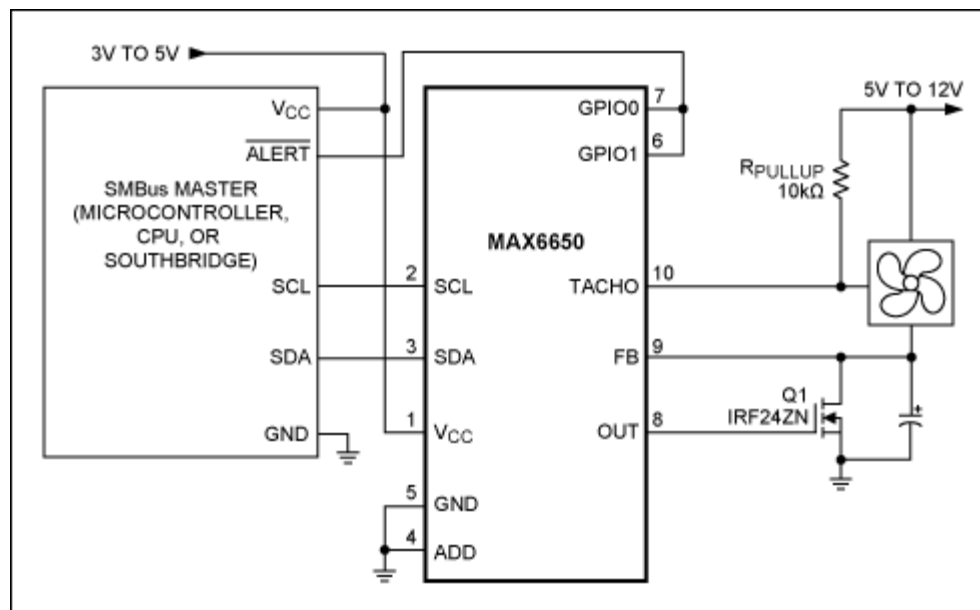 3V TO 5V
5V TO 12V
VCC
ALERT
SMBus MASTER
(MICROCONTROLLER,
CPU, OR
SOUTHBRIDGE)
SCL
SDA
GND
MAX6650
2
SCL
3
SDA
1
VCC
5
GND
4
ADD
GPIO0
7
GPIO1
6
TACHO
10
FB
9
OUT
8
RPULLUP
10kΩ
Q1
IRF24ZN
+